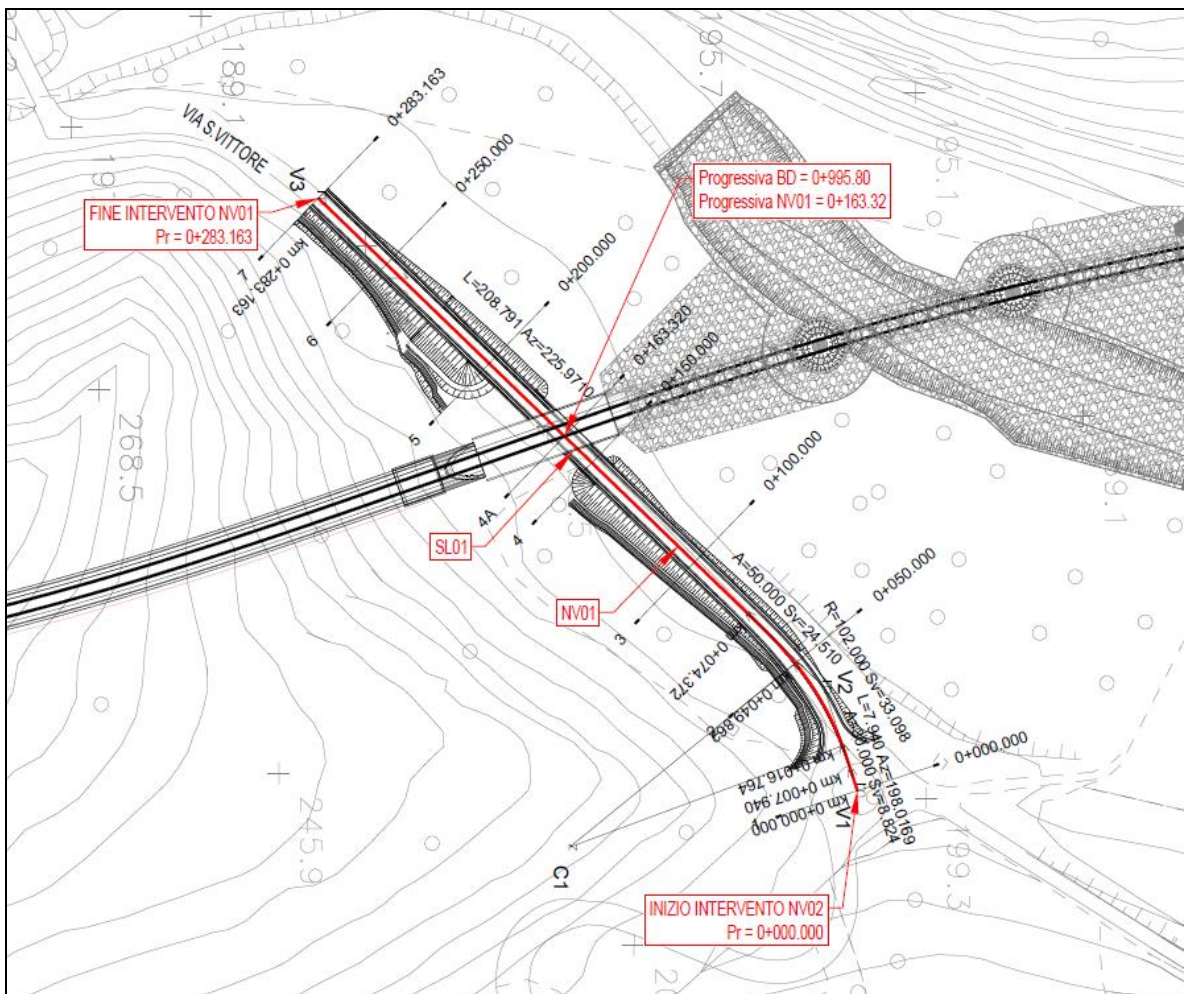 189.1
195.7
0+283.163
VIA S.VITTORE
V3
0+250.000
Progressiva BD = 0+995.80
Progressiva NV01 = 0+163.32
195.1
FINE INTERVENTO NV01
Pr = 0+283.163
7
km 0+283.163
6
0+200.000
L=208.791 Az=225.9710
0+163.320
0+150.000
268.5
5
4A
4
SL01
0+100.000
NV01
3
A=50.000 Sv=24.510
0+050.000
R=102.000 Sv=33.098
0+074.372
km 0+049.862
V2
L=7.940 Az=198.0169
Sv=8.824
0+000.000
km 0+016.764
km 0+007.940
km 0+000.000
V1
C1
245.9
199.3
INIZIO INTERVENTO NV02
Pr = 0+000.000